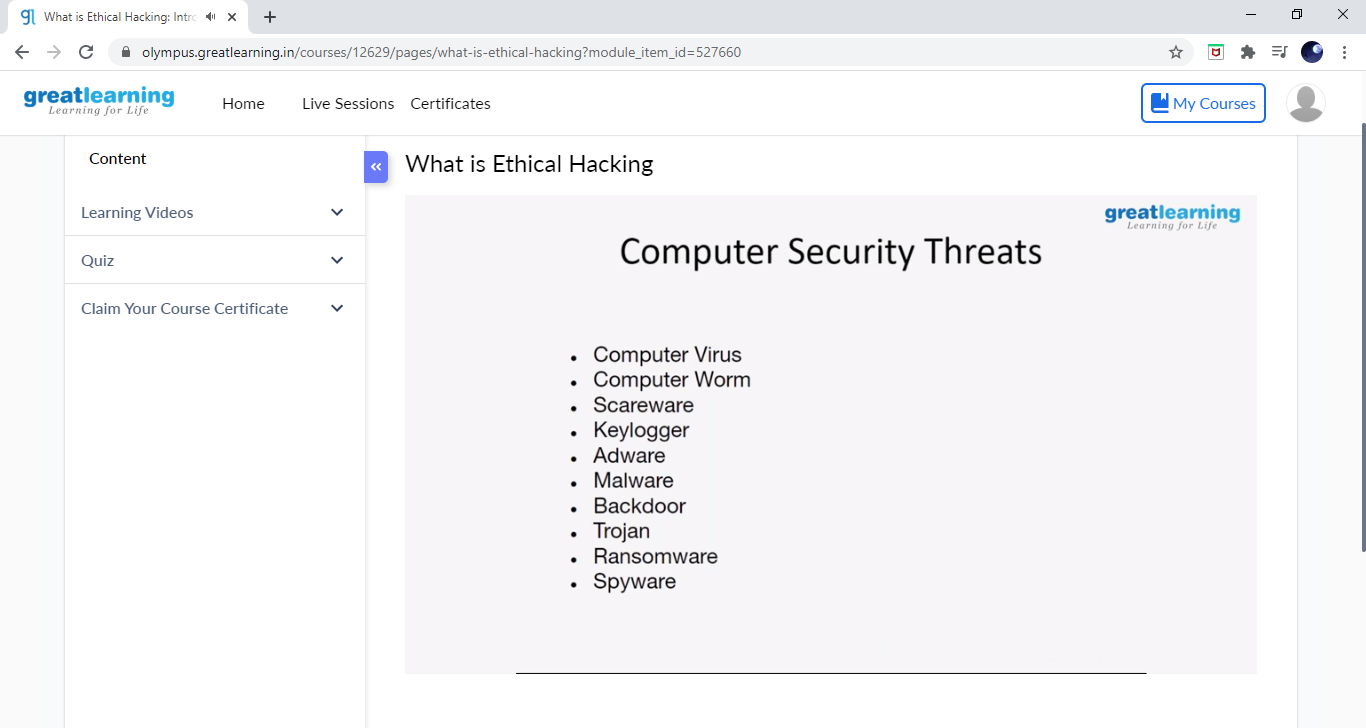 What is Ethical Hacking: Intro
olympus.greatlearning.in/courses/12629/pages/what-is-ethical-hacking?module_item_id=527660
greatlearning
Learning for Life
Home Live Sessions Certificates
My Courses
Content
Learning Videos
Quiz
Claim Your Course Certificate
What is Ethical Hacking
greatlearning
Learning for Life
Computer Security Threats
• Computer Virus
• Computer Worm
• Scareware
• Keylogger
• Adware
• Malware
• Backdoor
• Trojan
• Ransomware
• Spyware